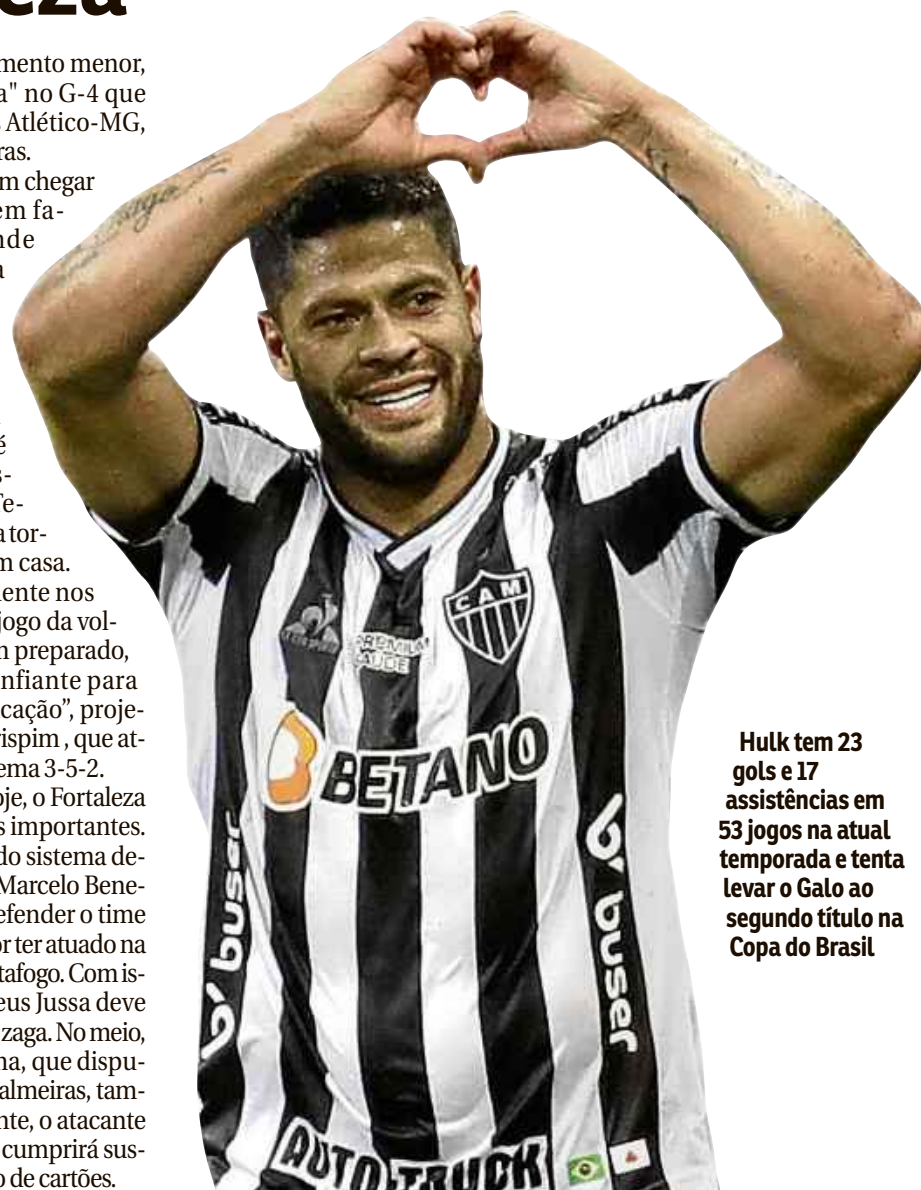 eza
mento menor,
a" no G-4 que
s Atlético-MG,
ras.
m chegar
em fa-
nde
a
é
s-
Te-
a tor-
m casa.
mente nos
jogo da vol-
m preparado,
nfiante para
cação”, proje-
rispim , que at-
ema 3-5-2.
oje, o Fortaleza
s importantes.
do sistema de-
Marcelo Bene-
efender o time
or ter atuado na
tafogo. Com is-
eus Jussa deve
zaga. No meio,
na, que dispu-
almeiras, tam-
nte, o atacante
cumprirá sus-
o de cartões.
CAM
PREMIUM
SAÚDE
BETANO
buser
buser
AUTO TRUCK
Hulk tem 23
gols e 17
assistências em
53 jogos na atual
temporada e tenta
levar o Galo ao
segundo título na
Copa do Brasil